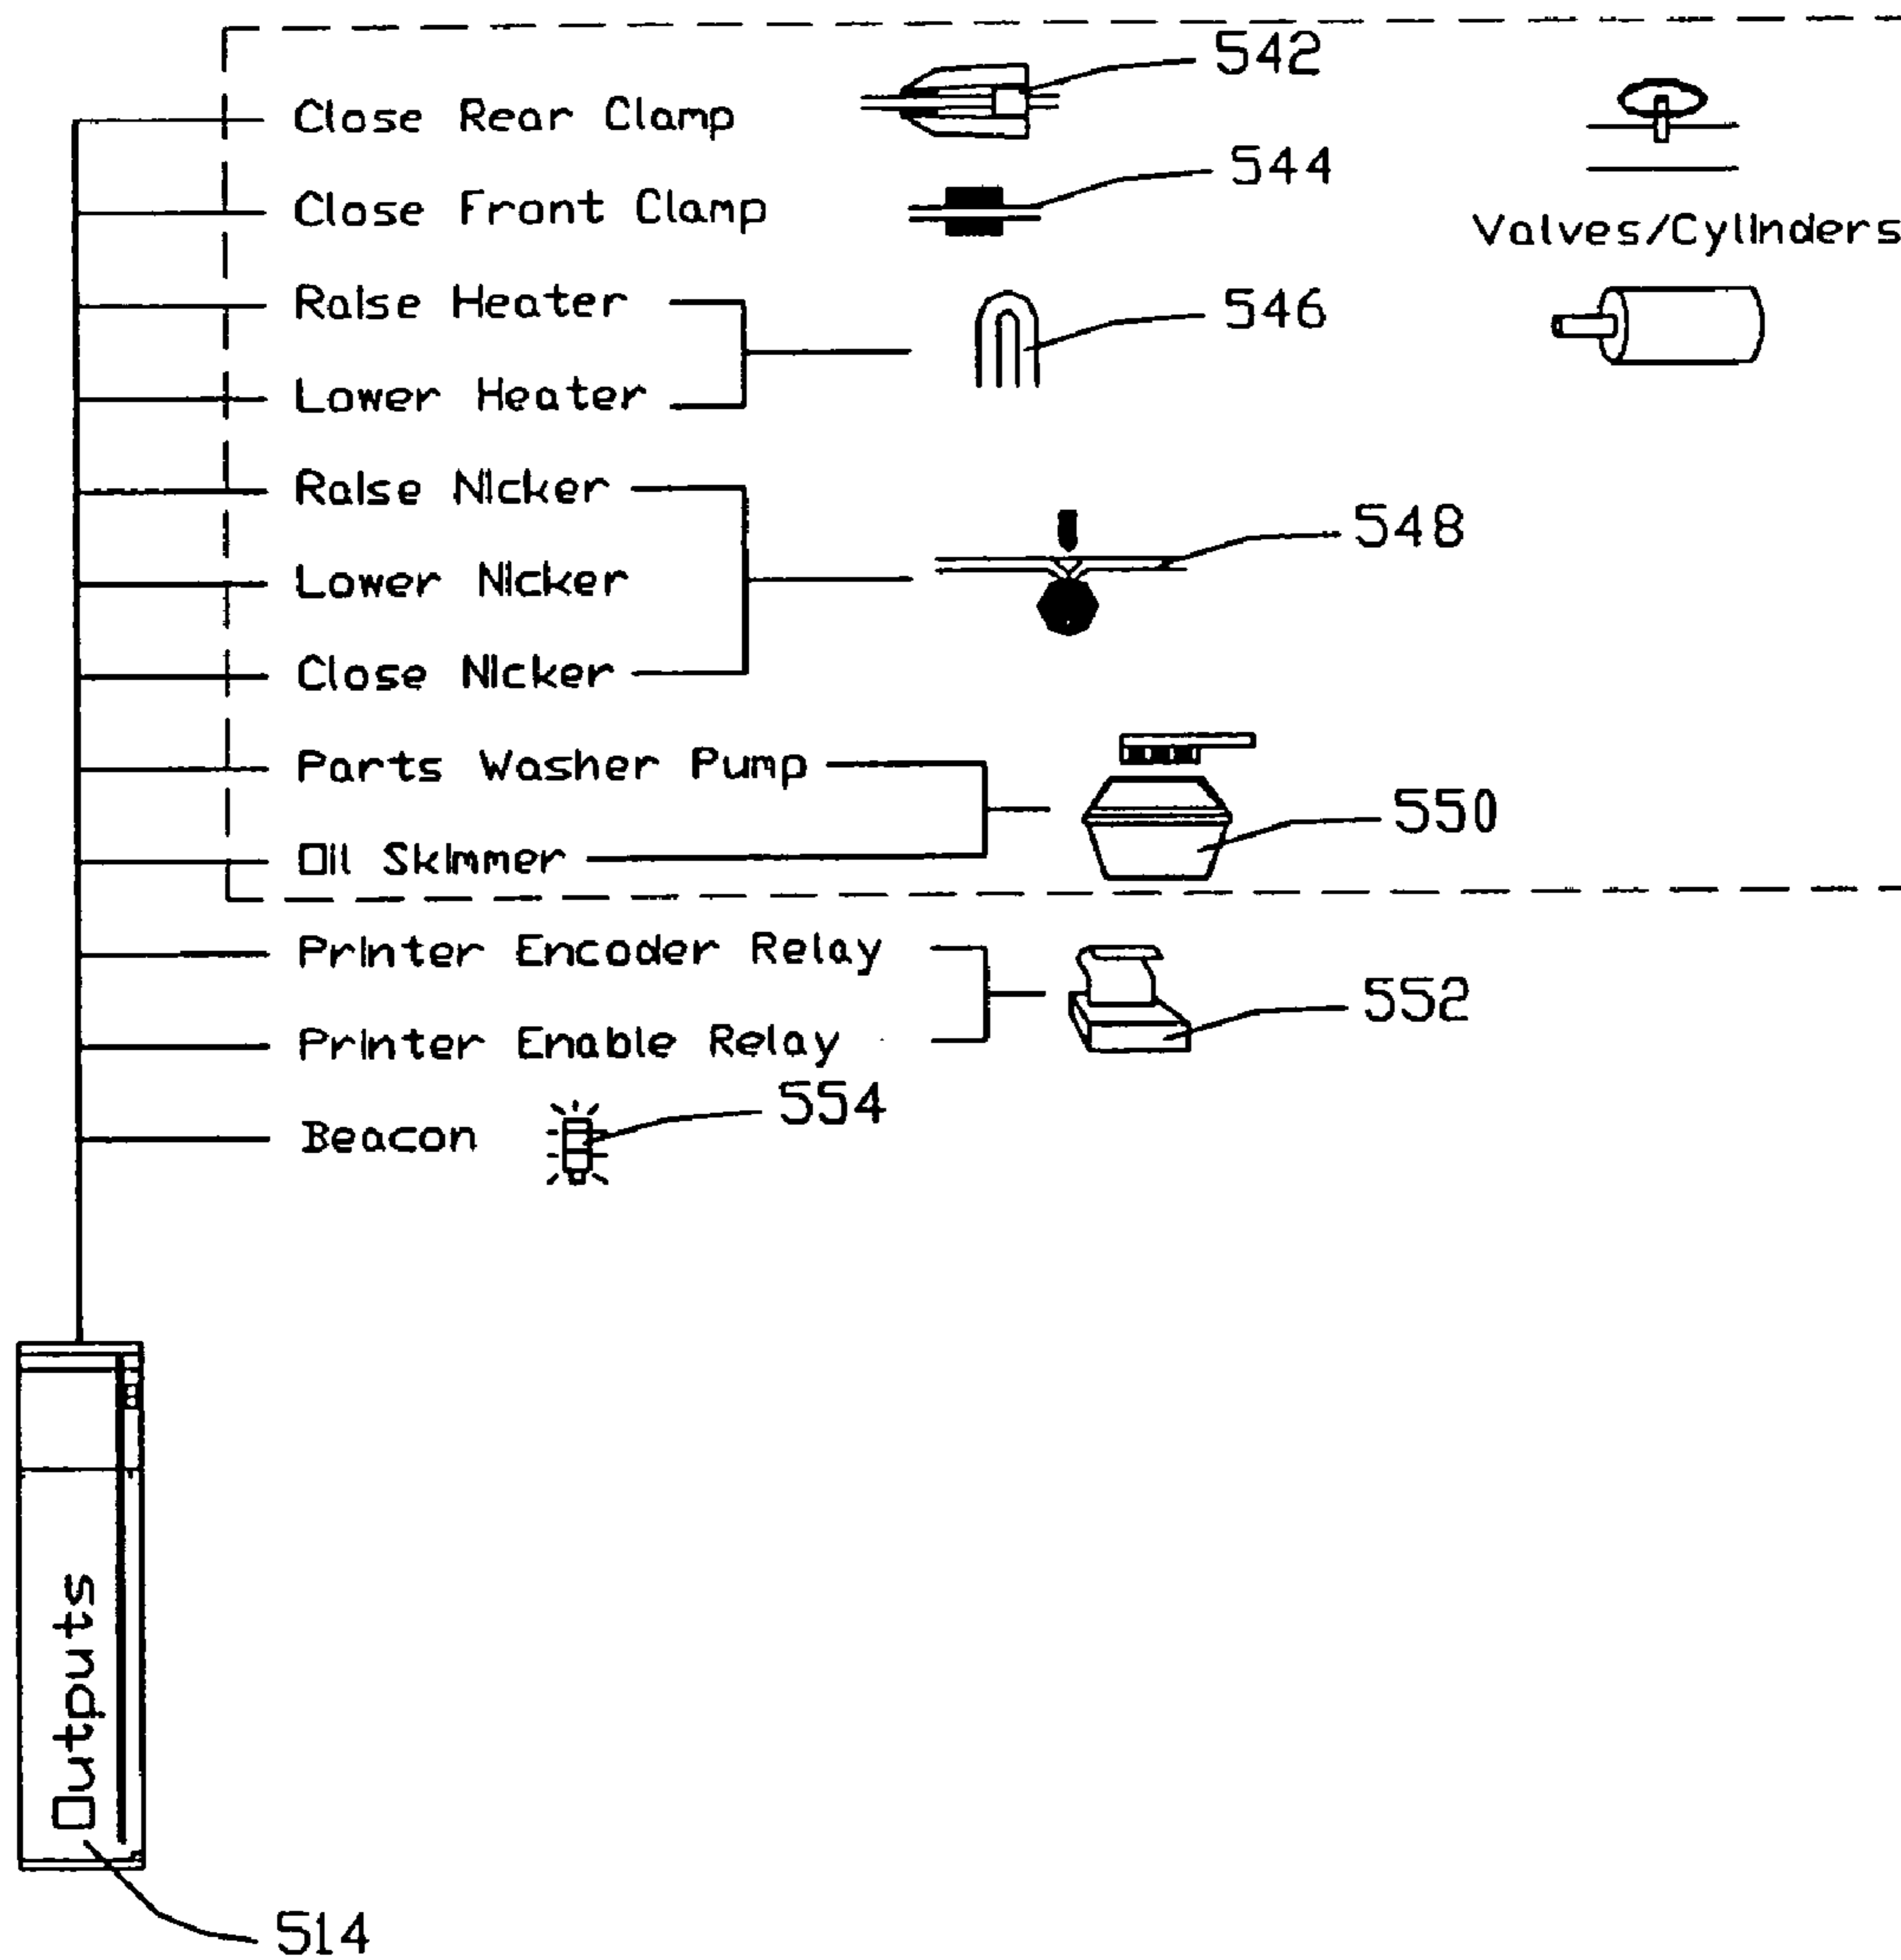 542
Close Rear Clamp
544
Close Front Clamp
Valves/Cylinders
Raise Heater
546
Lower Heater
Raise Nicker
548
Lower Nicker
Close Nicker
Parts Washer Pump
550
Oil Skimmer
Printer Encoder Relay
552
Printer Enable Relay
554
Beacon
Outputs
514